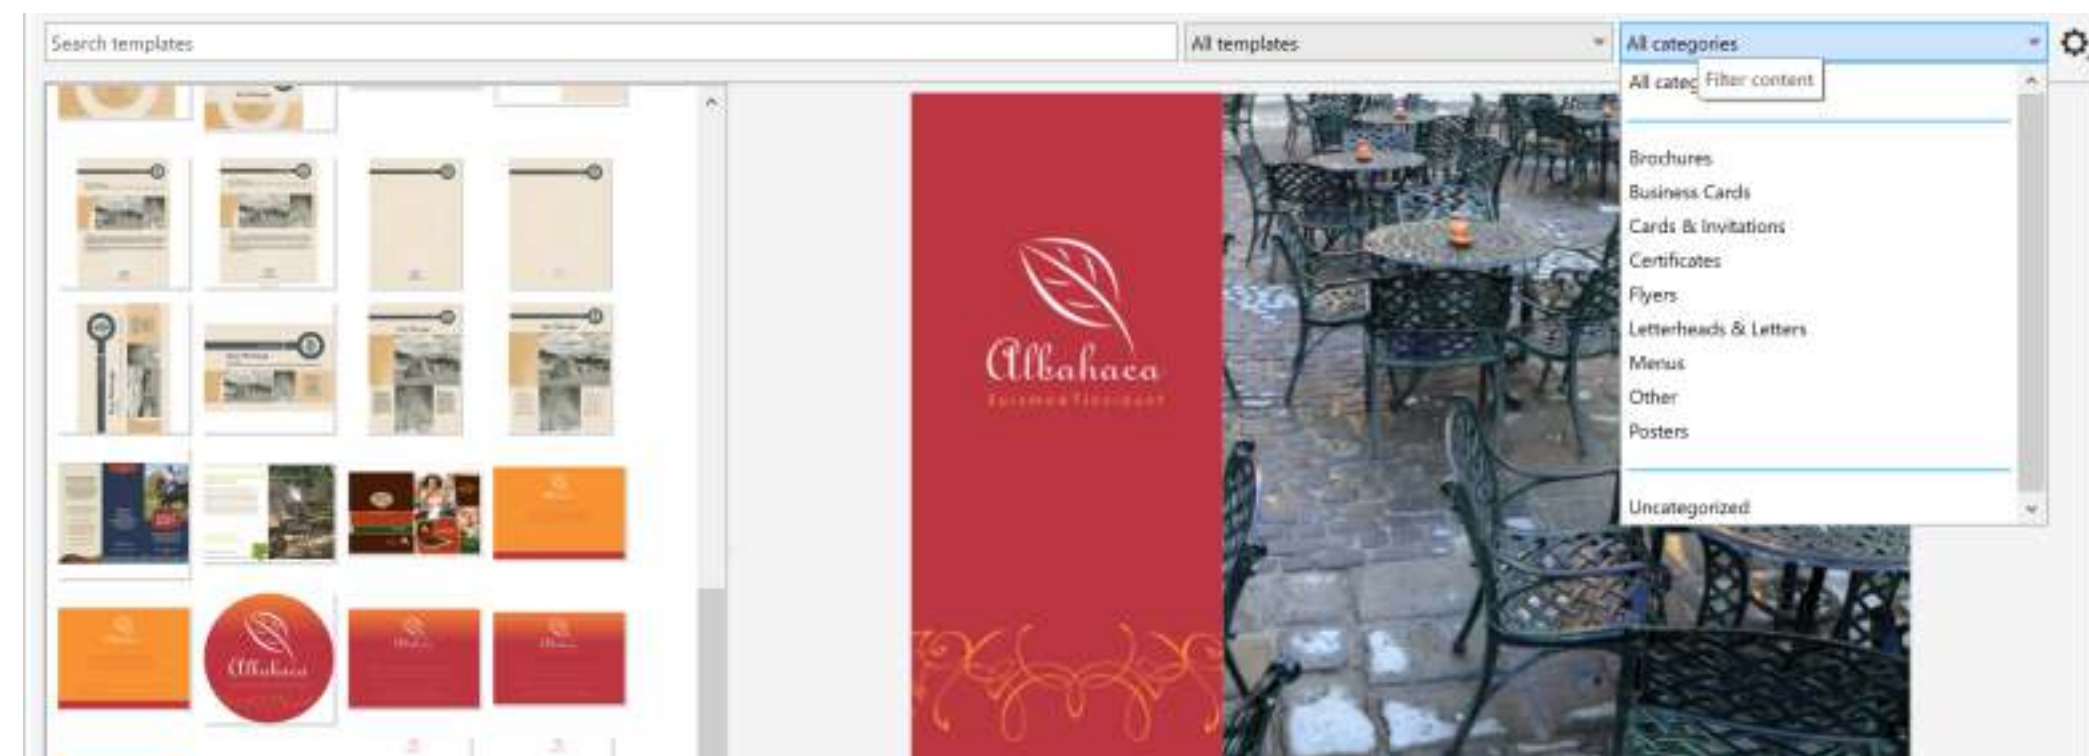 Search templates
All templates
All categories
All categ
Filter content
Brochures
Business Cards
Cards & Invitations
Certificates
Flyers
Letterheads & Letters
Menus
Other
Posters
Uncategorized
Albahaca
Albahaca